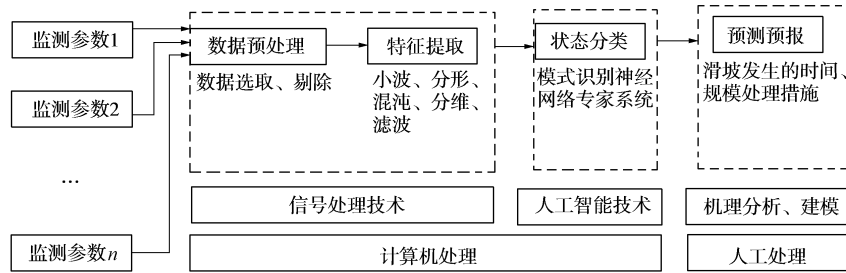 监测参数1
监测参数2
...
监测参数n
数据预处理
数据选取、剔除
特征提取
小波、分形、
混沌、分维、
滤波
状态分类
模式识别神经
网络专家系统
预测预报
滑坡发生的时间、
规模处理措施
信号处理技术
人工智能技术
机理分析、建模
计算机处理
人工处理